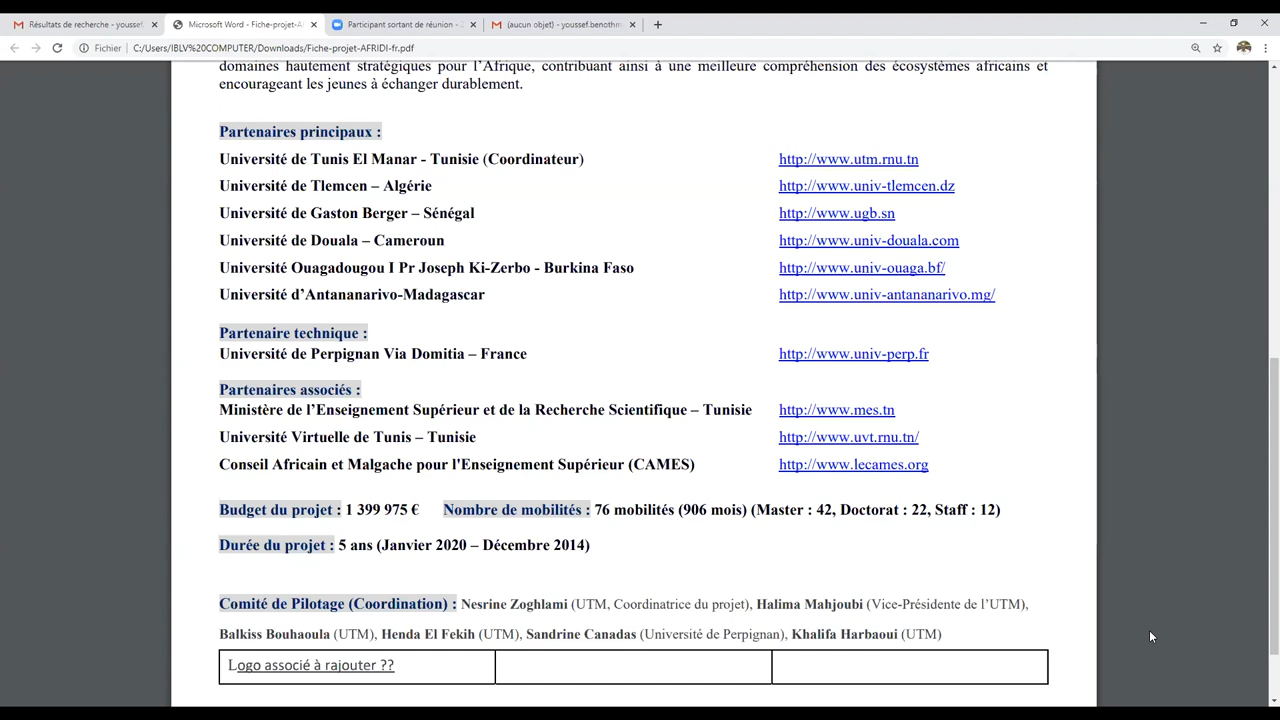 Résultats de recherche - yousse
Microsoft Word - Fiche-projet-AF
Participant sortant de réunion -
(aucun objet) - youssef.benothm
Fichier
C:/Users/IBLV%20COMPUTER/Downloads/Fiche-projet-AFRIDI-fr.pdf
domaines hautement stratégiques pour l'Afrique, contribuant ainsi à une meilleure compréhension des écosystèmes africains et
encourageant les jeunes à échanger durablement.
Partenaires principaux :
Université de Tunis El Manar - Tunisie (Coordinateur) http://www.utm.rnu.tn
Université de Tlemcen – Algérie http://www.univ-tlemcen.dz
Université de Gaston Berger – Sénégal http://www.ugb.sn
Université de Douala – Cameroun http://www.univ-douala.com
Université Ouagadougou I Pr Joseph Ki-Zerbo - Burkina Faso http://www.univ-ouaga.bf/
Université d'Antananarivo-Madagascar http://www.univ-antananarivo.mg/
Partenaire technique :
Université de Perpignan Via Domitia – France http://www.univ-perp.fr
Partenaires associés :
Ministère de l'Enseignement Supérieur et de la Recherche Scientifique – Tunisie http://www.mes.tn
Université Virtuelle de Tunis – Tunisie http://www.uvt.rnu.tn/
Conseil Africain et Malgache pour l'Enseignement Supérieur (CAMES) http://www.lecames.org
Budget du projet : 1 399 975 € Nombre de mobilités : 76 mobilités (906 mois) (Master : 42, Doctorat : 22, Staff : 12)
Durée du projet : 5 ans (Janvier 2020 – Décembre 2014)
Comité de Pilotage (Coordination) : Nesrine Zoghlami (UTM, Coordinatrice du projet), Halima Mahjoubi (Vice-Présidente de l'UTM),
Balkiss Bouhaoula (UTM), Henda El Fekih (UTM), Sandrine Canadas (Université de Perpignan), Khalifa Harbaoui (UTM)
Logo associé à rajouter ??